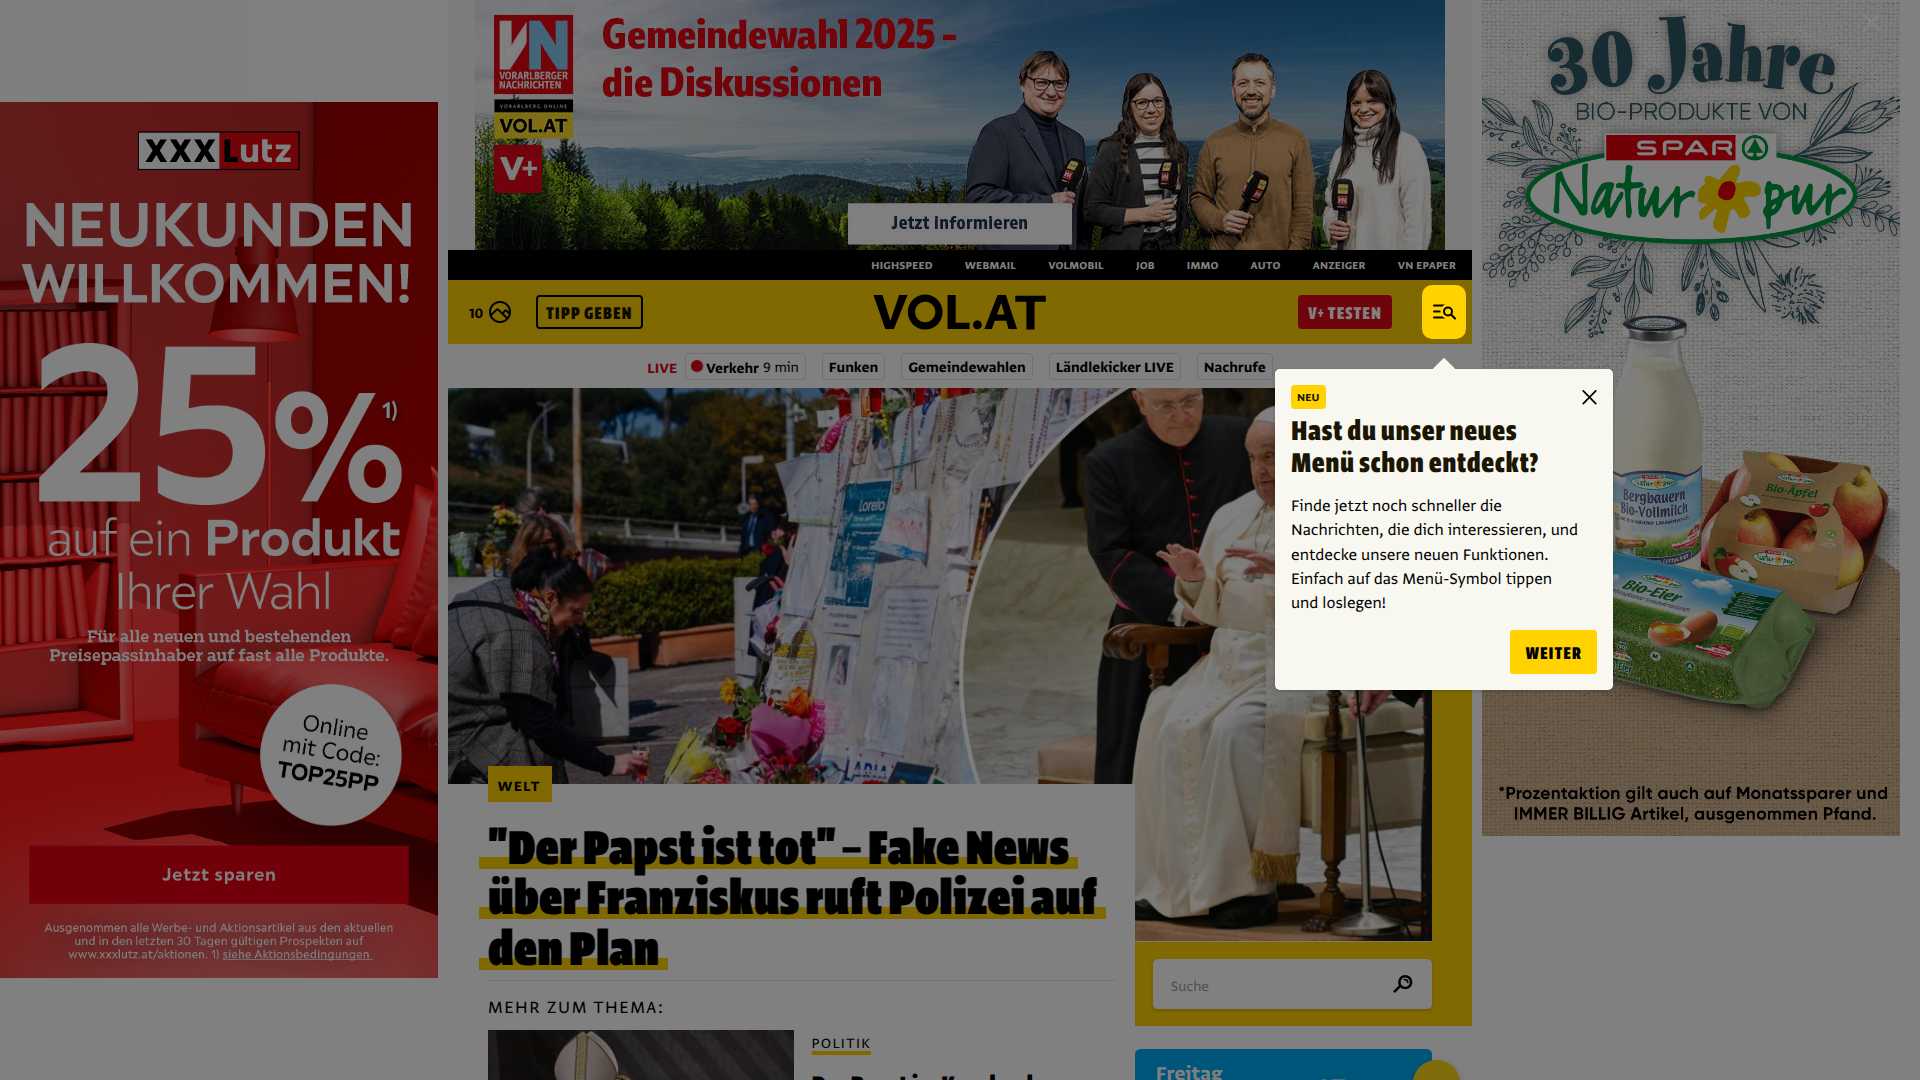 VN
VORARLBERGER
NACHRICHTEN
VORARLBERG ONLINE
VOL.AT
V+
Gemeindewahl 2025 -
die Diskussionen
Jetzt informieren
XXXLutz
NEUKUNDEN
WILLKOMMEN!
25%1)
auf ein Produkt
Ihrer Wahl
Für alle neuen und bestehenden
Preisepassinhaber auf fast alle Produkte.
Online
mit Code:
TOP25PP
Jetzt sparen
Ausgenommen alle Werbe- und Aktionsartikel aus den aktuellen
und in den letzten 30 Tagen gültigen Prospekten auf
www.xxxlutz.at/aktionen. 1) siehe Aktionsbedingungen.
HIGHSPEED WEBMAIL VOLMOBIL JOB IMMO AUTO ANZEIGER VN EPAPER
10 TIPP GEBEN VOL.AT V+ TESTEN
LIVE Verkehr 9 min Funken Gemeindewahlen Ländlekicker LIVE Nachrufe
NEU
Hast du unser neues
Menü schon entdeckt?
Finde jetzt noch schneller die
Nachrichten, die dich interessieren, und
entdecke unsere neuen Funktionen.
Einfach auf das Menü-Symbol tippen
und loslegen!
WEITER
Loreto
ARIA
WELT
"Der Papst ist tot" – Fake News
über Franziskus ruft Polizei auf
den Plan
MEHR ZUM THEMA:
POLITIK
Suche
Freitag
30 Jahre
BIO-PRODUKTE VON
SPAR
Natur pur
Bergbauern
Bio-Vollmilch
Bio-Äpfel
Bio-Eier
*Prozentaktion gilt auch auf Monatssparer und
IMMER BILLIG Artikel, ausgenommen Pfand.